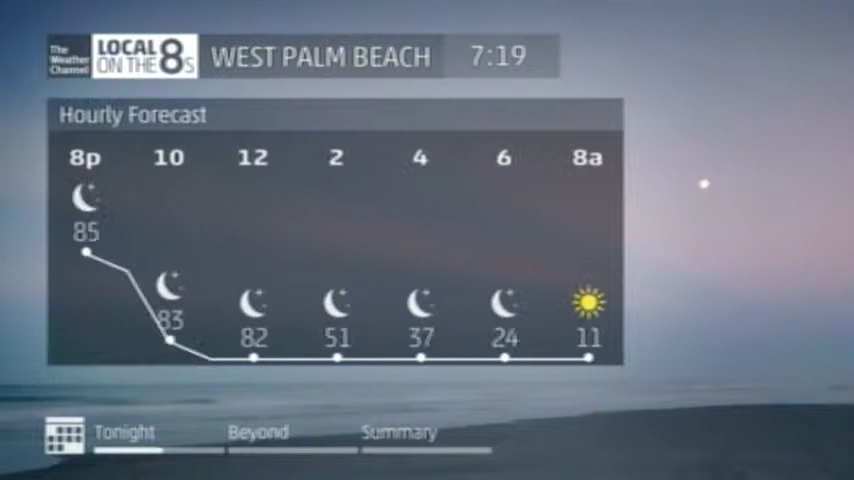 The Weather Channel
LOCAL ON THE 8s
WEST PALM BEACH
7:19
Hourly Forecast
8p 10 12 2 4 6 8a
85 83 82 51 37 24 11
Tonight Beyond Summary